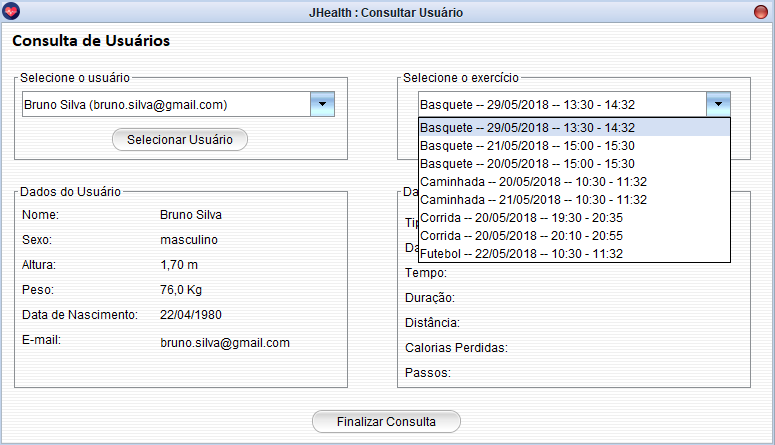 JHealth : Consultar Usuário
Consulta de Usuários
Selecione o usuário
Bruno Silva (bruno.silva@gmail.com)
Selecionar Usuário
Selecione o exercício
Basquete -- 29/05/2018 -- 13:30 - 14:32
Basquete -- 29/05/2018 -- 13:30 - 14:32
Basquete -- 21/05/2018 -- 15:00 - 15:30
Basquete -- 20/05/2018 -- 15:00 - 15:30
Caminhada -- 20/05/2018 -- 10:30 - 11:32
Caminhada -- 21/05/2018 -- 10:30 - 11:32
Corrida -- 20/05/2018 -- 19:30 - 20:35
Corrida -- 20/05/2018 -- 20:10 - 20:55
Futebol -- 22/05/2018 -- 10:30 - 11:32
Dados do Usuário
Nome: Bruno Silva
Sexo: masculino
Altura: 1,70 m
Peso: 76,0 Kg
Data de Nascimento: 22/04/1980
E-mail: bruno.silva@gmail.com
Tempo:
Duração:
Distância:
Calorias Perdidas:
Passos:
Finalizar Consulta